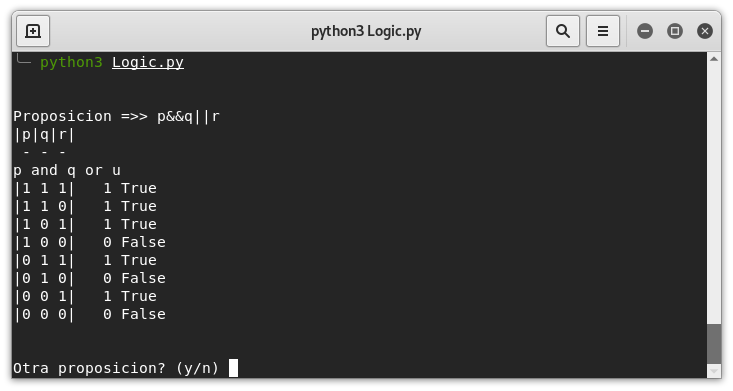 python3 Logic.py
╰─ python3 Logic.py
Proposicion =>> p&&q||r
|p|q|r|
 - - -
p and q or u
|1 1 1|   1 True
|1 1 0|   1 True
|1 0 1|   1 True
|1 0 0|   0 False
|0 1 1|   1 True
|0 1 0|   0 False
|0 0 1|   1 True
|0 0 0|   0 False
Otra proposicion? (y/n)